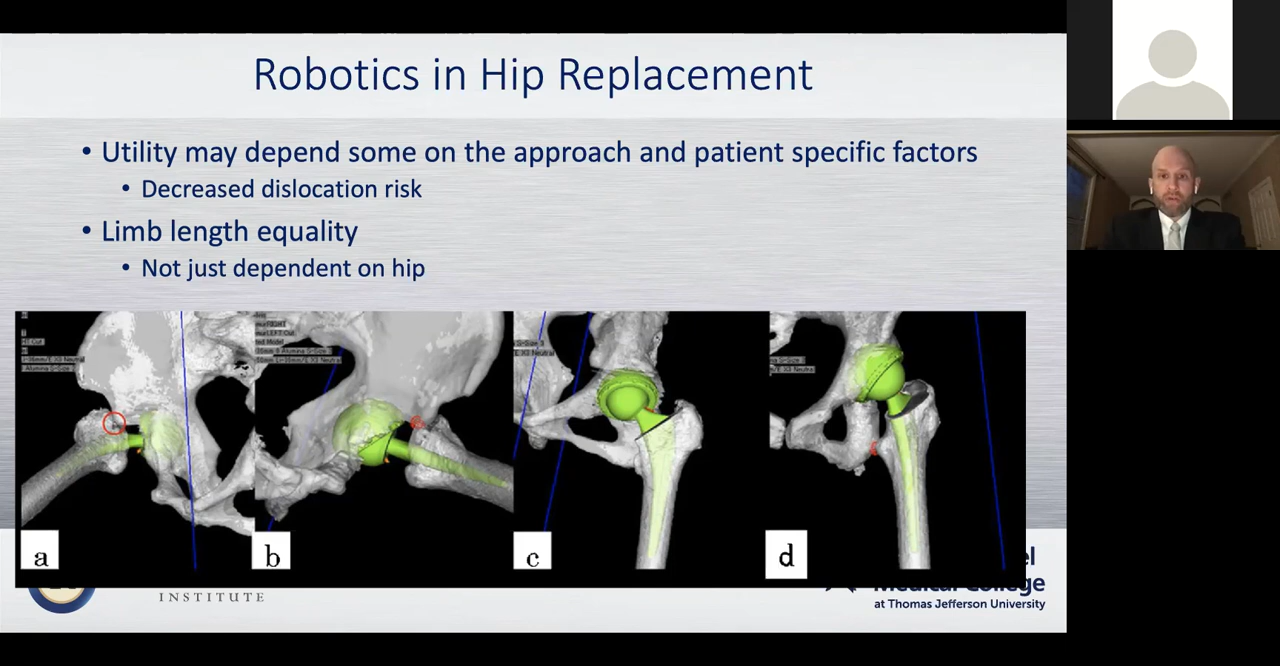 Robotics in Hip Replacement
• Utility may depend some on the approach and patient specific factors
• Decreased dislocation risk
• Limb length equality
• Not just dependent on hip
a
b
c
d
INSTITUTE
Medical College
at Thomas Jefferson University